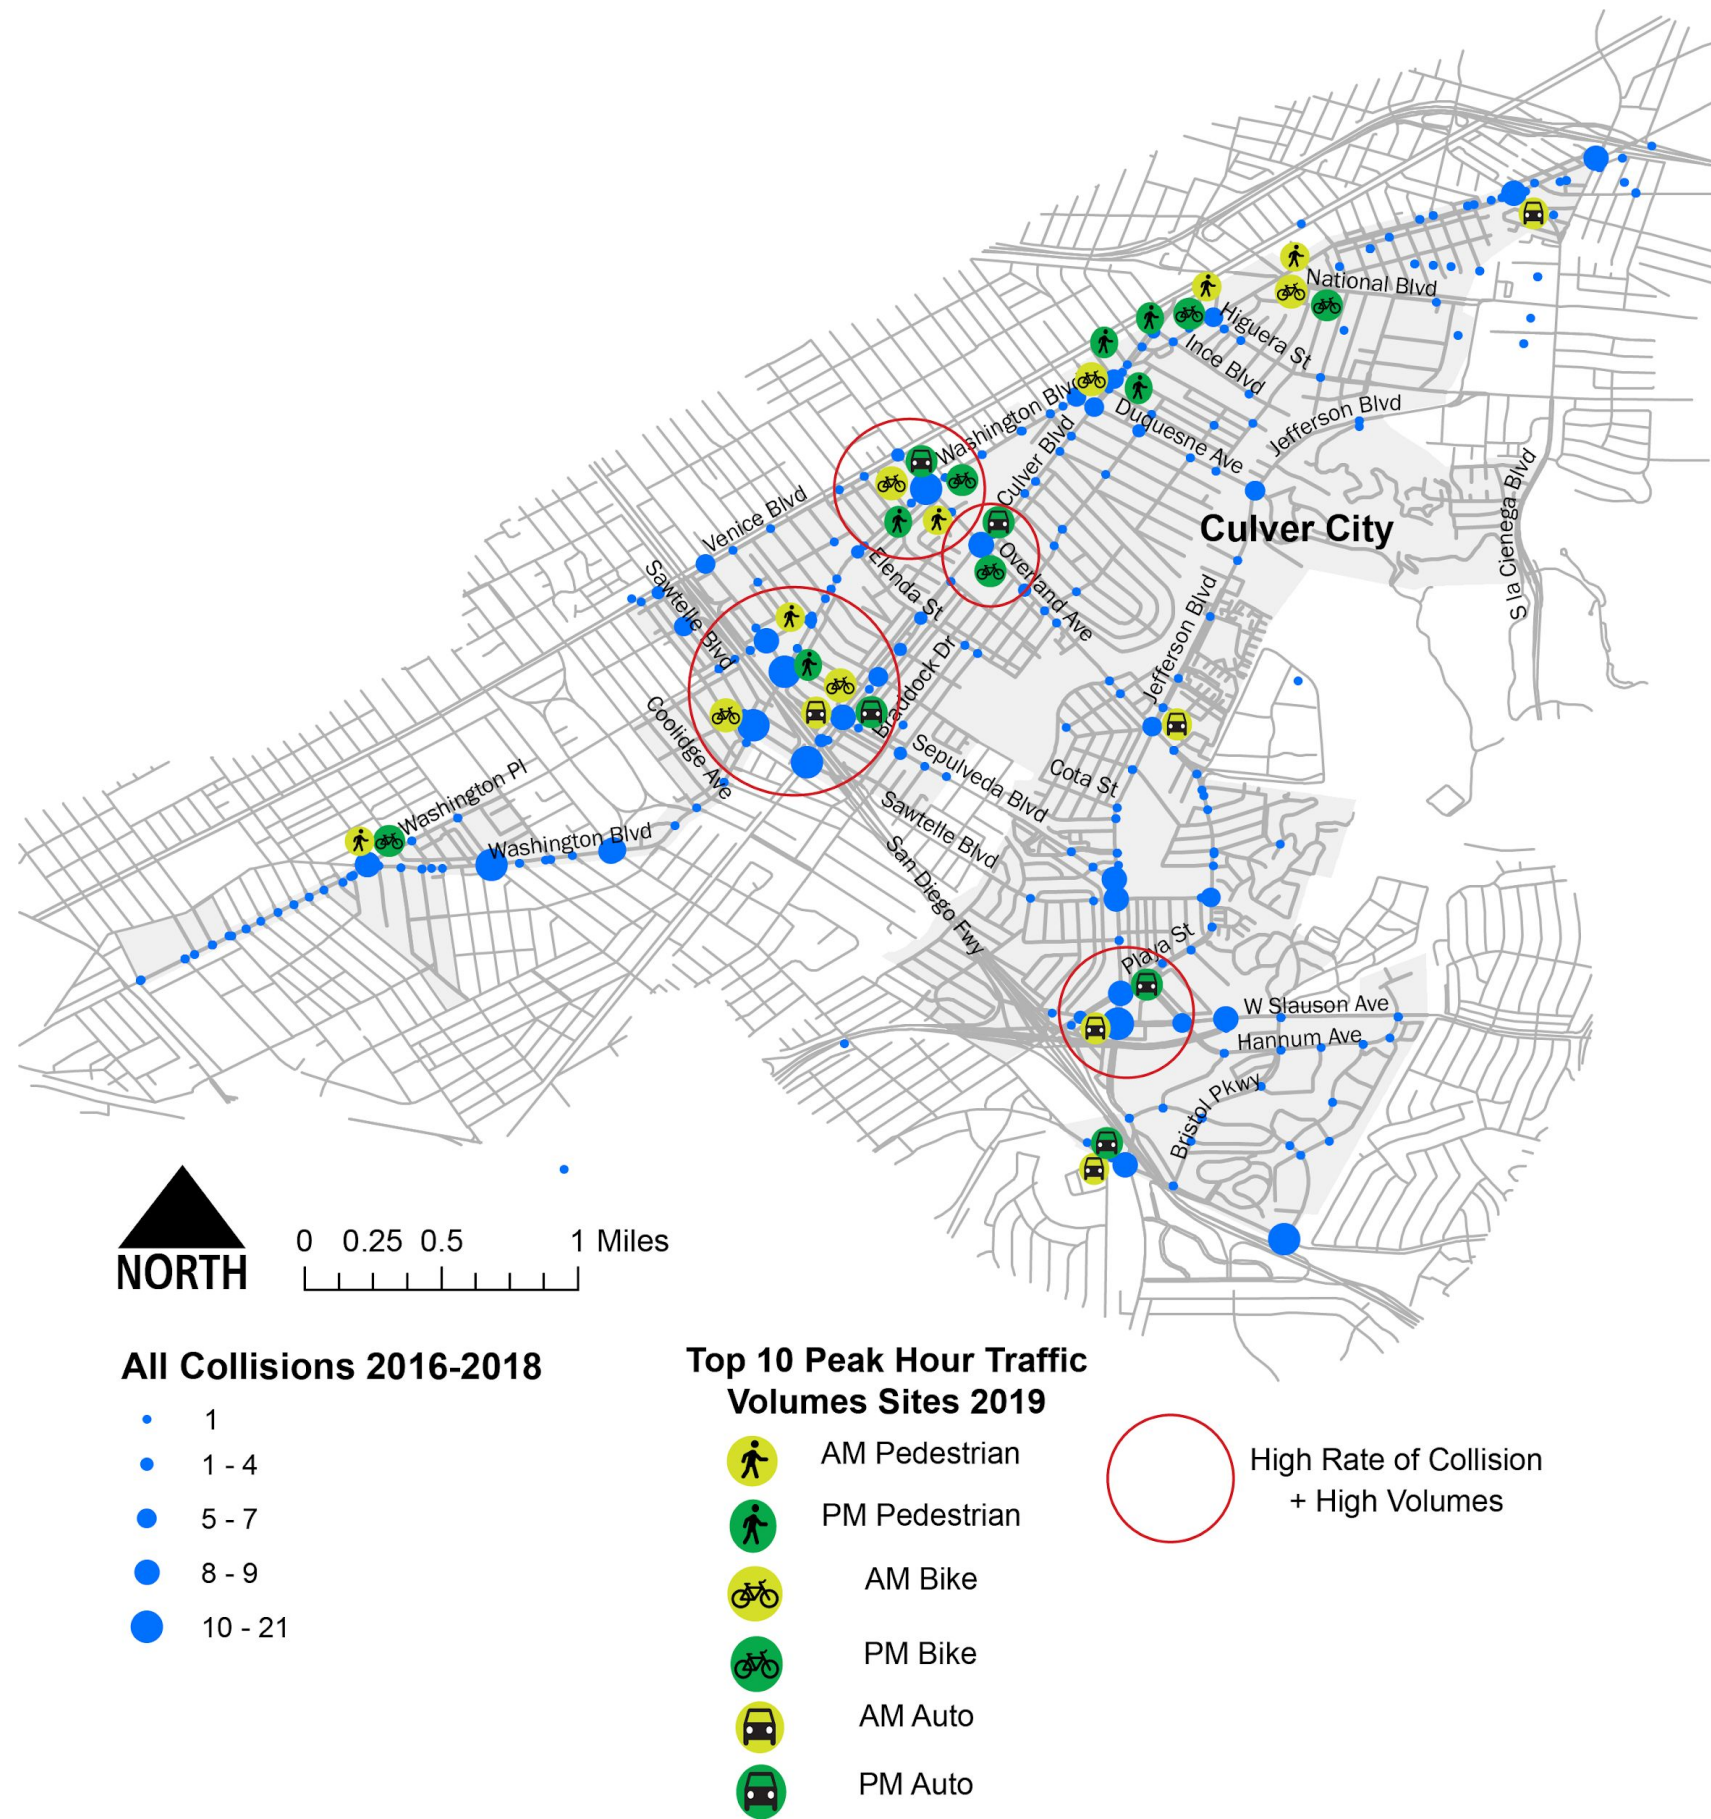 National Blvd
Higuera St
Ince Blvd
Washington Blvd
Duquesne Ave
Jefferson Blvd
Culver Blvd
S la Cienega Blvd
Venice Blvd
Culver City
Sawtelle Blvd
Elenda St
Overland Ave
Jefferson Blvd
Braddock Dr
Coolidge Ave
Sepulveda Blvd
Cota St
Washington Pl
Washington Blvd
Sawtelle Blvd
San Diego Fwy
Playa St
W Slauson Ave
Hannum Ave
Bristol Pkwy
NORTH
0 0.25 0.5 1 Miles
All Collisions 2016-2018
1
1 - 4
5 - 7
8 - 9
10 - 21
Top 10 Peak Hour Traffic
Volumes Sites 2019
AM Pedestrian
PM Pedestrian
AM Bike
PM Bike
AM Auto
PM Auto
High Rate of Collision
+ High Volumes